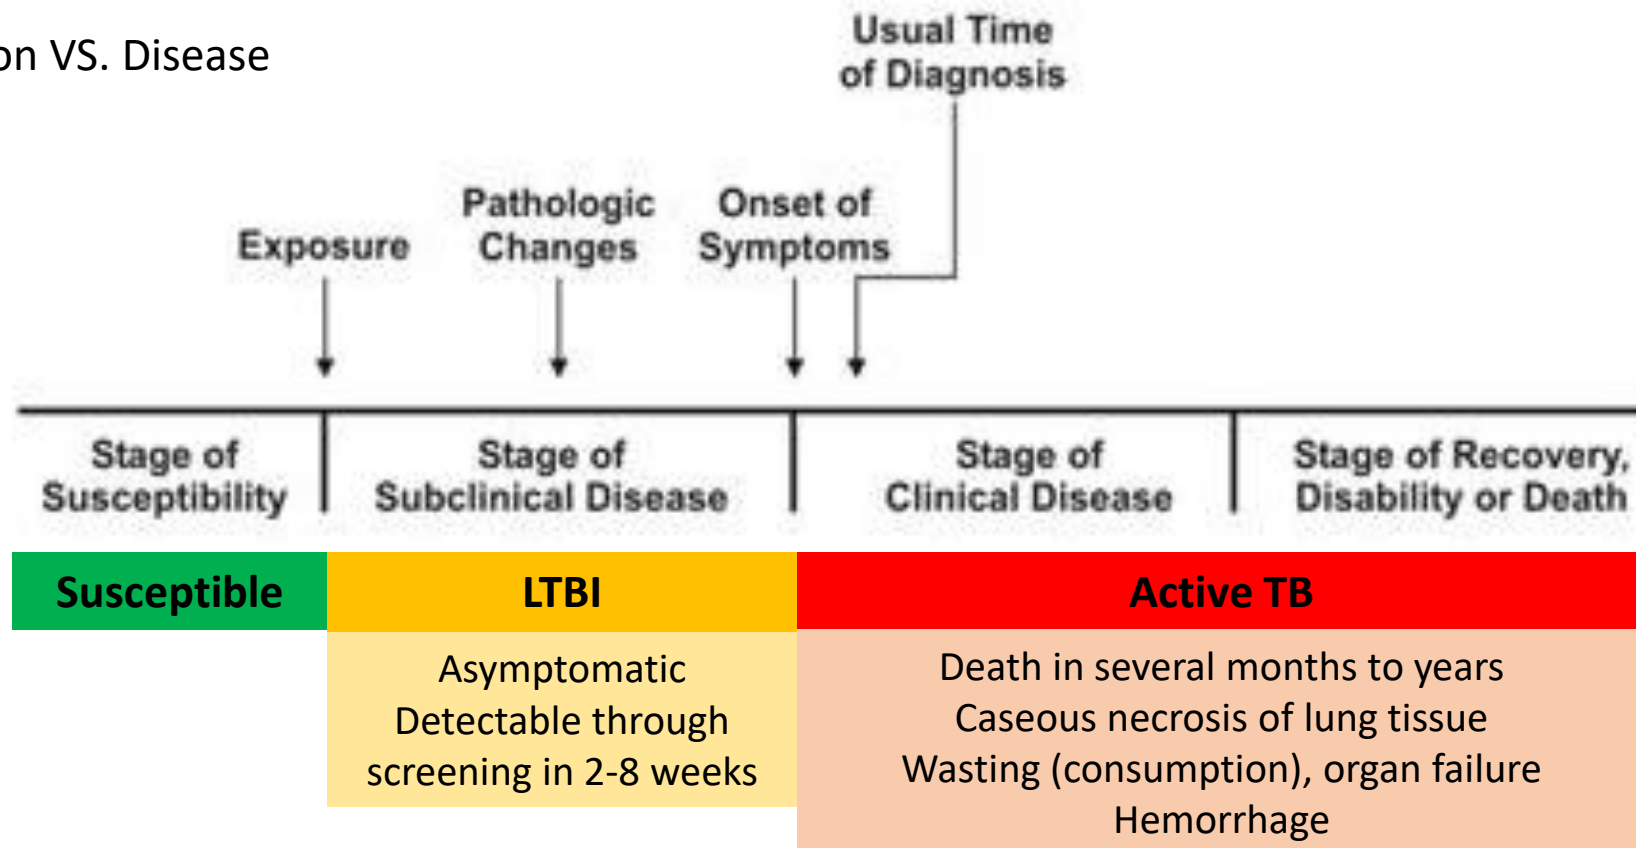 on VS. Disease
Usual Time
of Diagnosis
Pathologic
Changes
Onset of
Symptoms
Exposure
Stage of
Susceptibility
Stage of
Subclinical Disease
Stage of
Clinical Disease
Stage of Recovery,
Disability or Death
Susceptible
LTBI
Active TB
Asymptomatic
Detectable through
screening in 2-8 weeks
Death in several months to years
Caseous necrosis of lung tissue
Wasting (consumption), organ failure
Hemorrhage